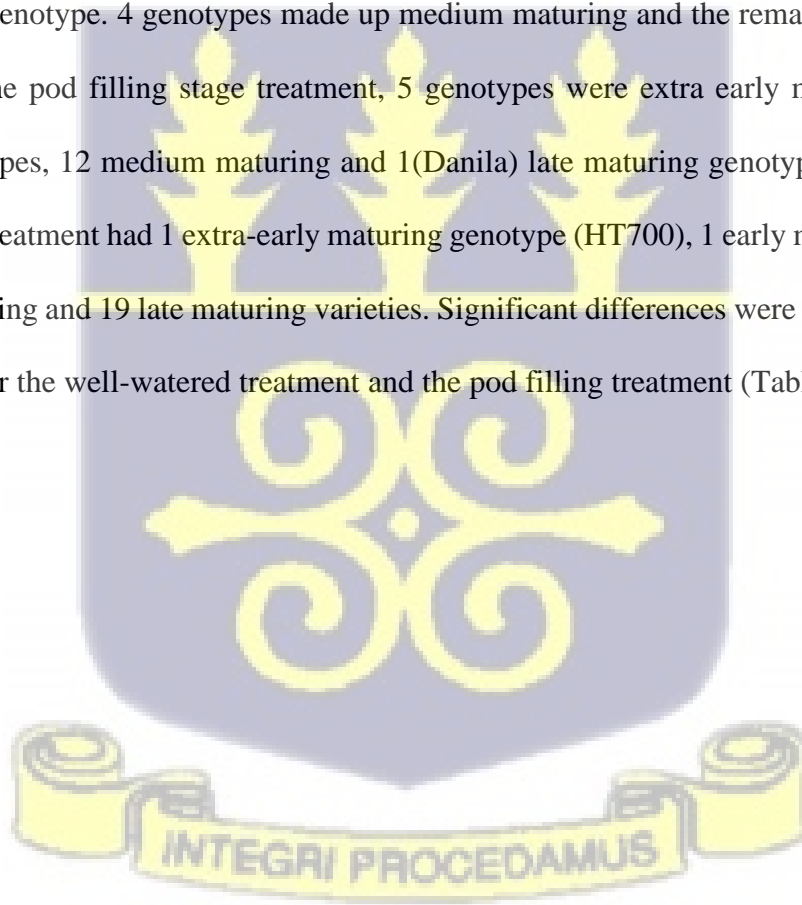 enotype. 4 genotypes made up medium maturing and the rema
e pod filling stage treatment, 5 genotypes were extra early m
pes, 12 medium maturing and 1(Danila) late maturing genotyp
reatment had 1 extra-early maturing genotype (HT700), 1 early m
ing and 19 late maturing varieties. Significant differences were
r the well-watered treatment and the pod filling treatment (Tabl
INTEGRI PROCEDAMUS